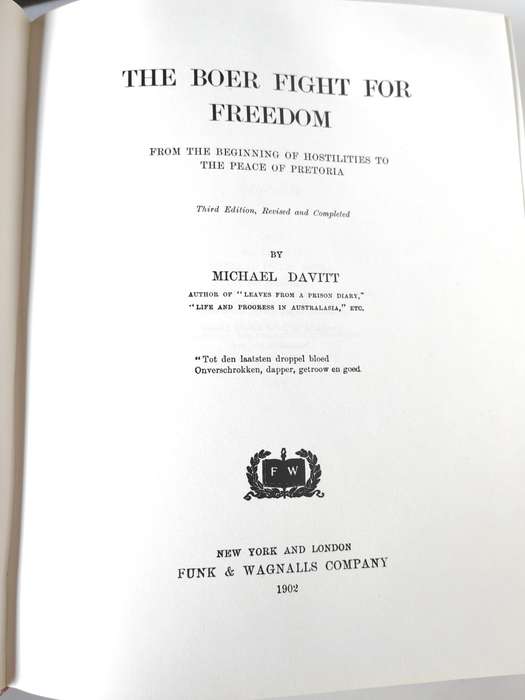 THE BOER FIGHT FOR
FREEDOM
FROM THE BEGINNING OF HOSTILITIES TO
THE PEACE OF PRETORIA
Third Edition, Revised and Completed
BY
MICHAEL DAVITT
AUTHOR OF "LEAVES FROM A PRISON DIARY,"
"LIFE AND PROGRESS IN AUSTRALASIA," ETC.
"Tot den laatsten droppel bloed
Onverschrokken, dapper, getroow en goed.
F W
NEW YORK AND LONDON
FUNK & WAGNALLS COMPANY
1902